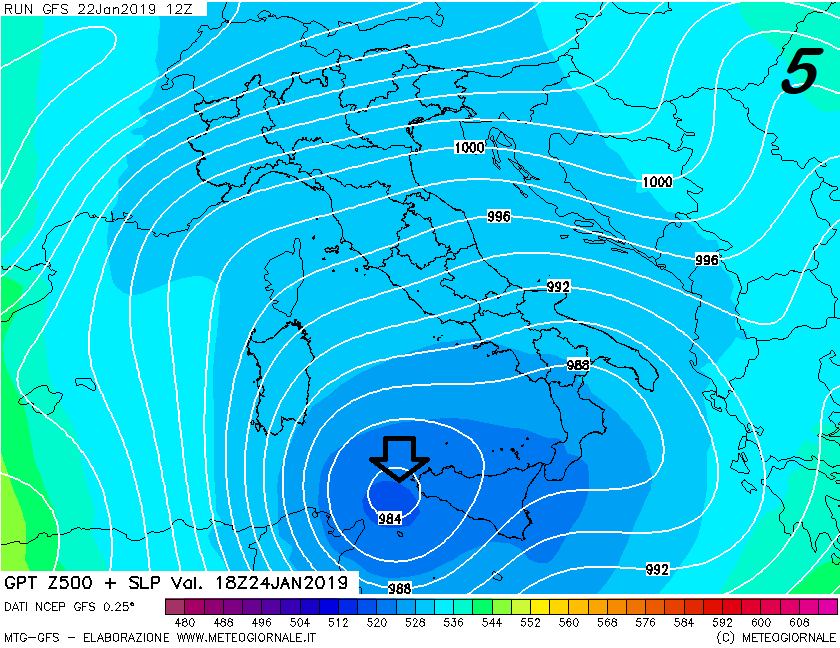 RUN GFS 22Jan2019 12Z
5
1000
1000
996
996
992
988
984
992
988
GPT Z500 + SLP Val. 18Z24JAN2019
DATI NCEP GFS 0.25°
480 488 496 504 512 520 528 536 544 552 560 568 576 584 592 600 608
MTG-GFS - ELABORAZIONE WWW.METEOGIORNALE.IT
(C) METEOGIORNALE